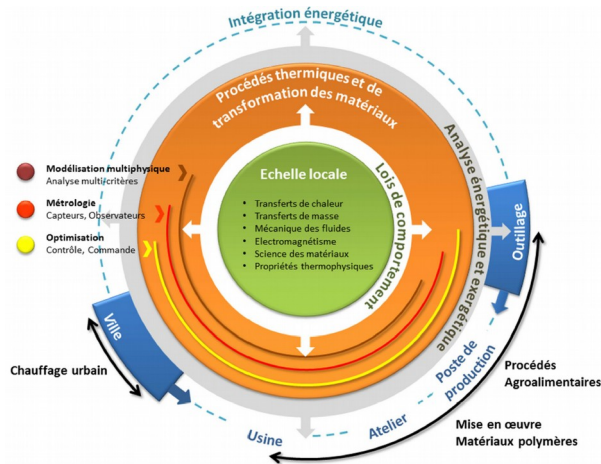 Intégration énergétique
Procédés thermiques et de
transformation des matériaux
Modélisation multiphysique
Analyse multi-critères
Métrologie
Capteurs, Observateurs
Optimisation
Contrôle, Commande
Echelle locale
• Transferts de chaleur
• Transferts de masse
• Mécanique des fluides
• Electromagnétisme
• Science des matériaux
• Propriétés thermophysiques
Lois de comportement
Analyse énergétique et exergétique
Outillage
Poste de
production
Atelier
Usine
Ville
Chauffage urbain
Procédés
Agroalimentaires
Mise en œuvre
Matériaux polymères